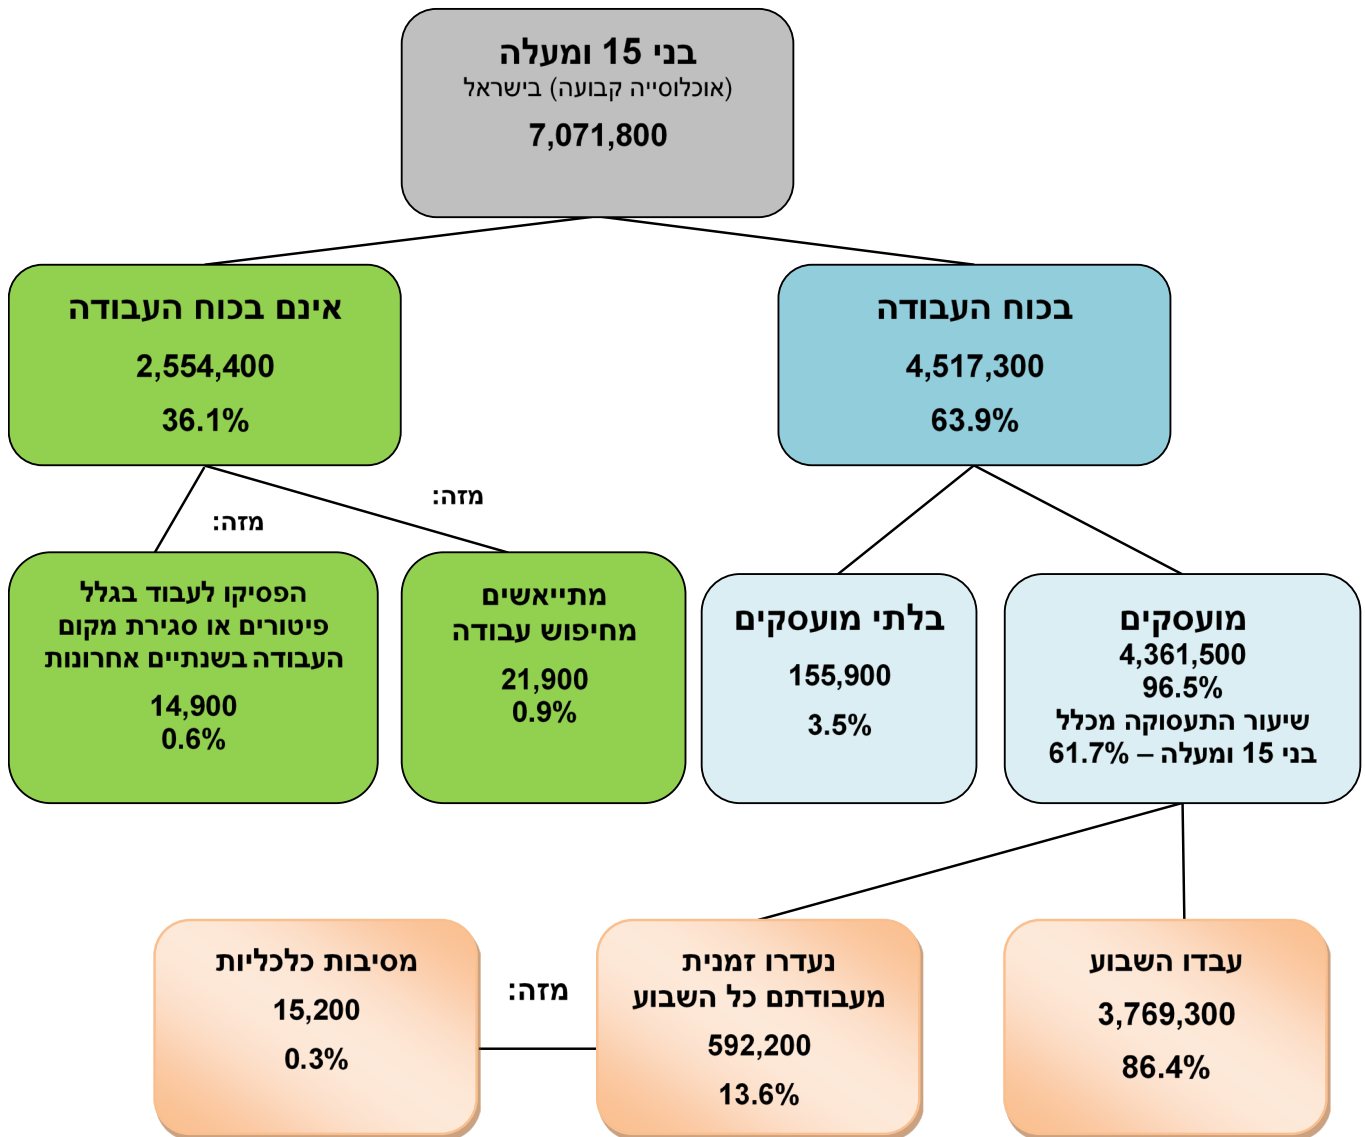 בני 15 ומעלה
(אוכלוסייה קבועה) בישראל
7,071,800
בכוח העבודה
4,517,300
63.9%
אינם בכוח העבודה
2,554,400
36.1%
מועסקים
4,361,500
96.5%
שיעור התעסוקה מכלל
בני 15 ומעלה – 61.7%
בלתי מועסקים
155,900
3.5%
מזה:
מתייאשים
מחיפוש עבודה
21,900
0.9%
מזה:
הפסיקו לעבוד בגלל
פיטורים או סגירת מקום
העבודה בשנתיים אחרונות
14,900
0.6%
עבדו השבוע
3,769,300
86.4%
נעדרו זמנית
מעבודתם כל השבוע
592,200
13.6%
מזה:
מסיבות כלכליות
15,200
0.3%